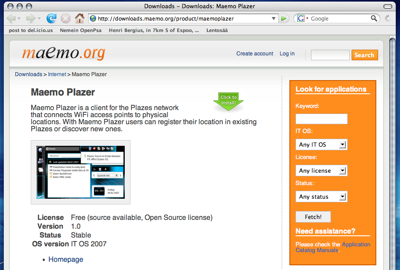 Downloads - Downloads: Maemo Plazer
http://downloads.maemo.org/product/maemoplazer
post to del.icio.us Nemein OpenPsa Henri Bergius, in 7km S of Espoo, ... Lentosää
maemo.org
Create account Log in
Search
Downloads > Internet > Maemo Plazer
Maemo Plazer
Click to install!
Maemo Plazer is a client for the Plazes network
that connects WiFi access points to physical
locations. With Maemo Plazer users can register their location in existing
Plazes or discover new ones.
License Free (source available, Open Source license)
Version 1.0
Status Stable
OS version IT OS 2007
Homepage
Look for applications
Keyword:
IT OS:
Any IT OS
License:
Any license
Status:
Any status
Fetch!
Need assistance?
Please check the Application
Catalog Manuals